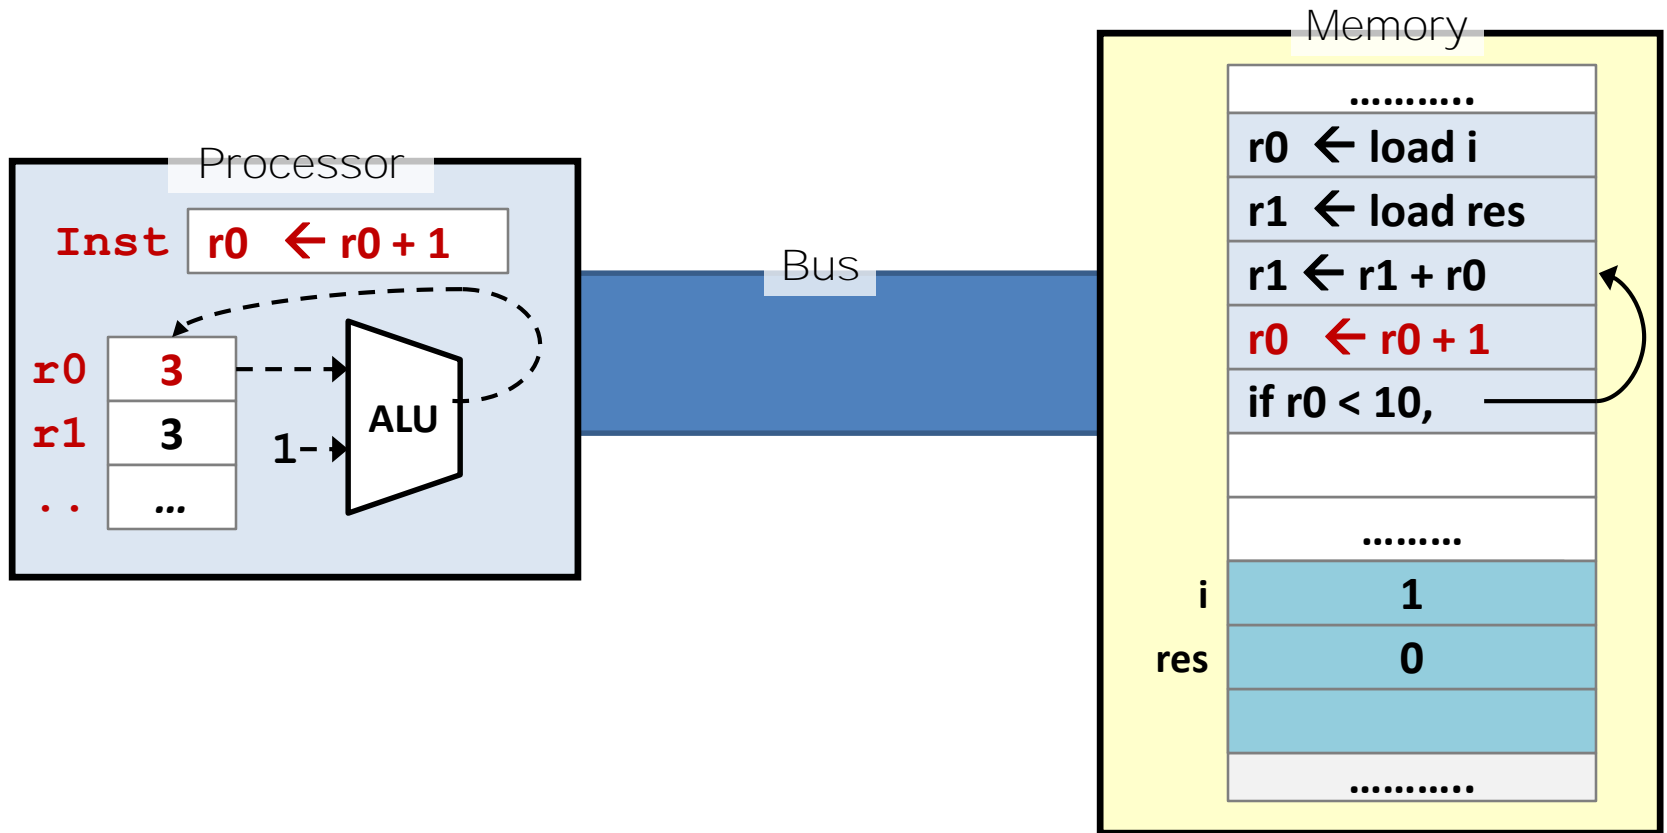 Processor
Inst r0 ← r0 + 1
r0 3
r1 3
.. ...
1
ALU
Bus
Memory
...........
r0 ← load i
r1 ← load res
r1 ← r1 + r0
r0 ← r0 + 1
if r0 < 10,
.........
i 1
res 0
...........